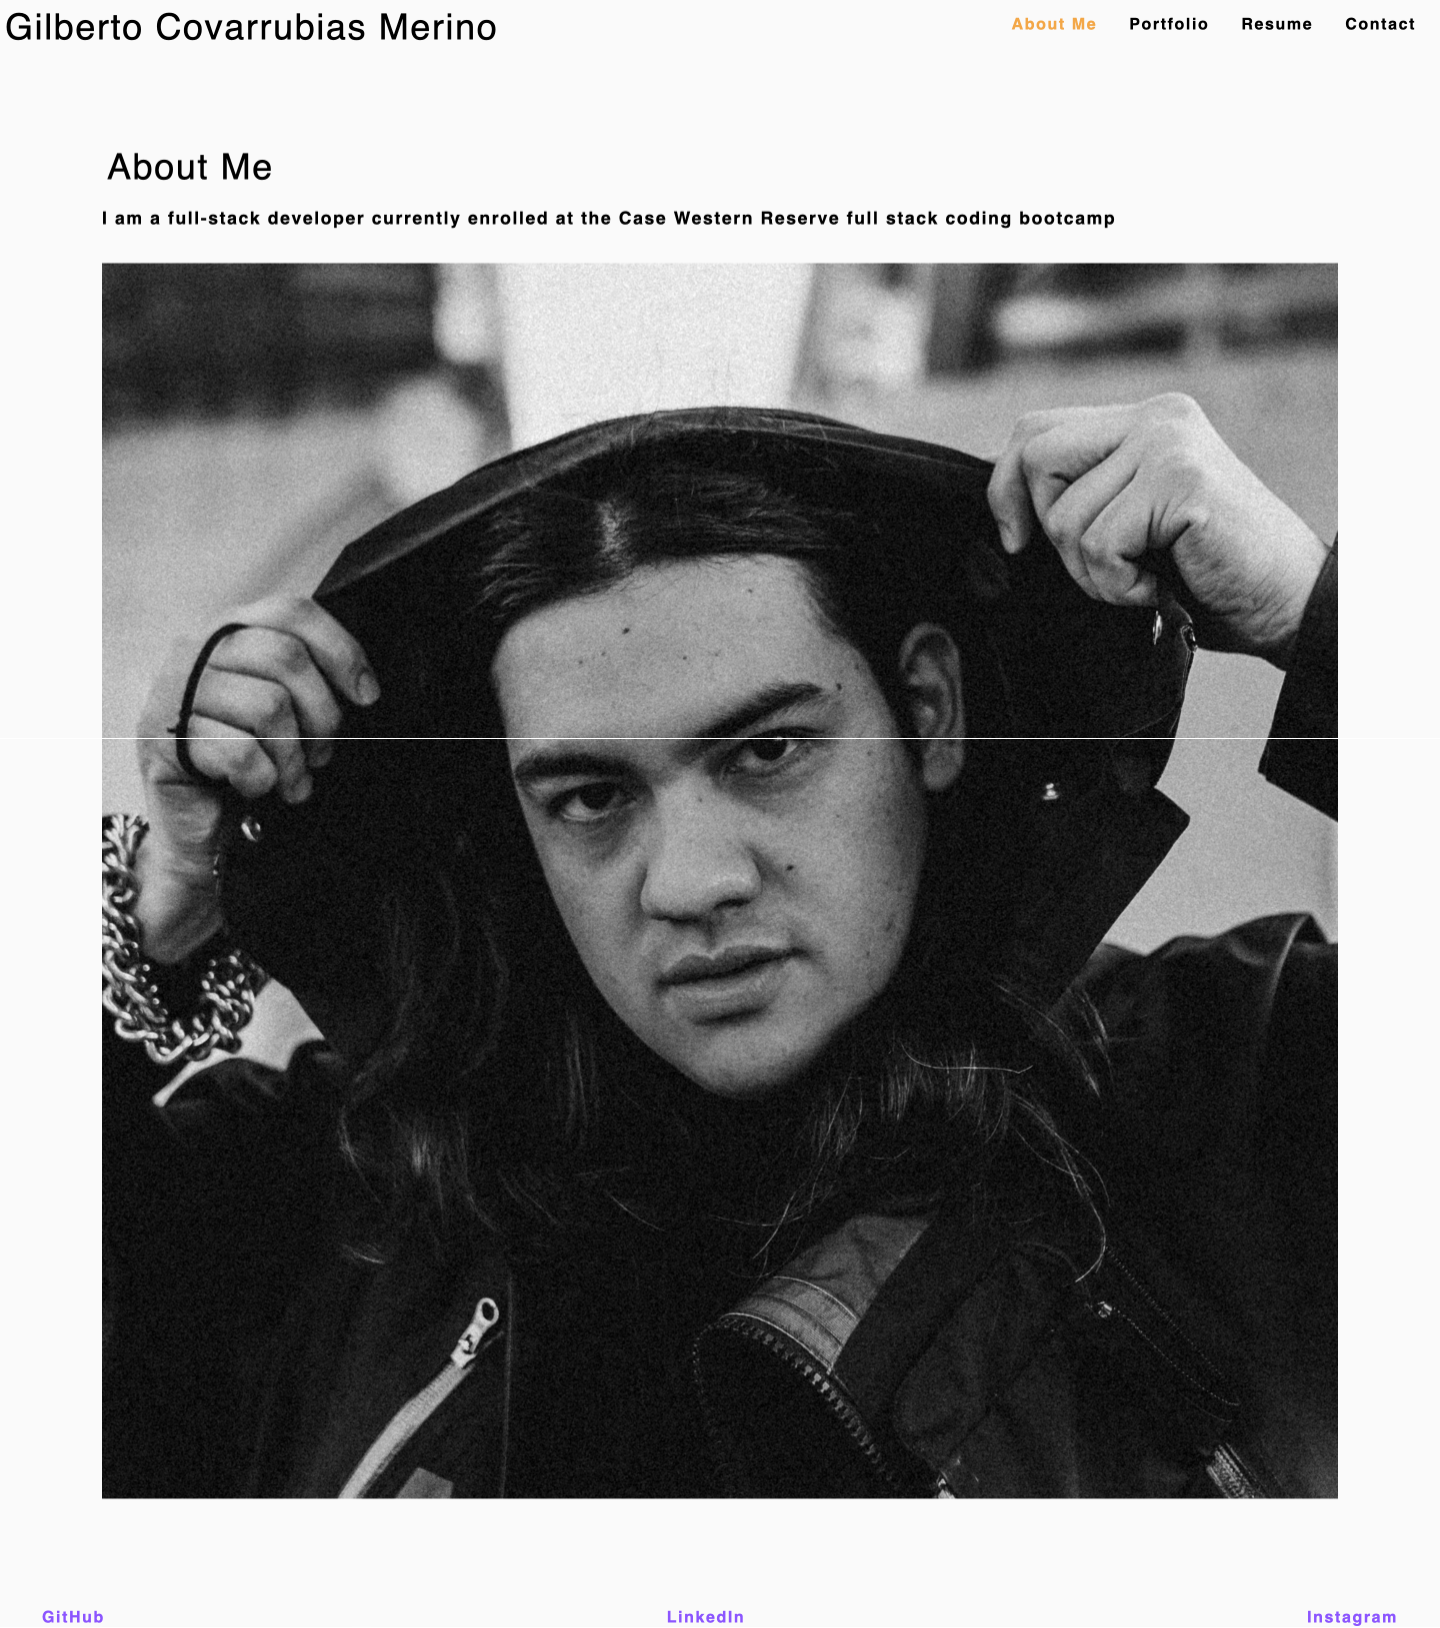 Gilberto Covarrubias Merino
About Me Portfolio Resume Contact
About Me
I am a full-stack developer currently enrolled at the Case Western Reserve full stack coding bootcamp
GitHub LinkedIn Instagram